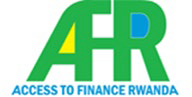 AFR
ACCESS TO FINANCE RWANDA